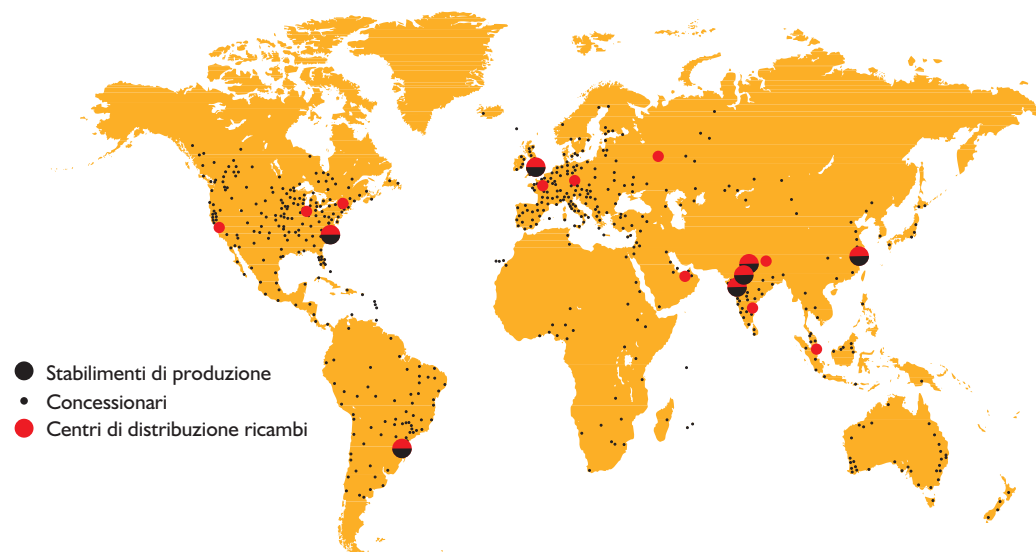 Stabilimenti di produzione
Concessionari
Centri di distribuzione ricambi